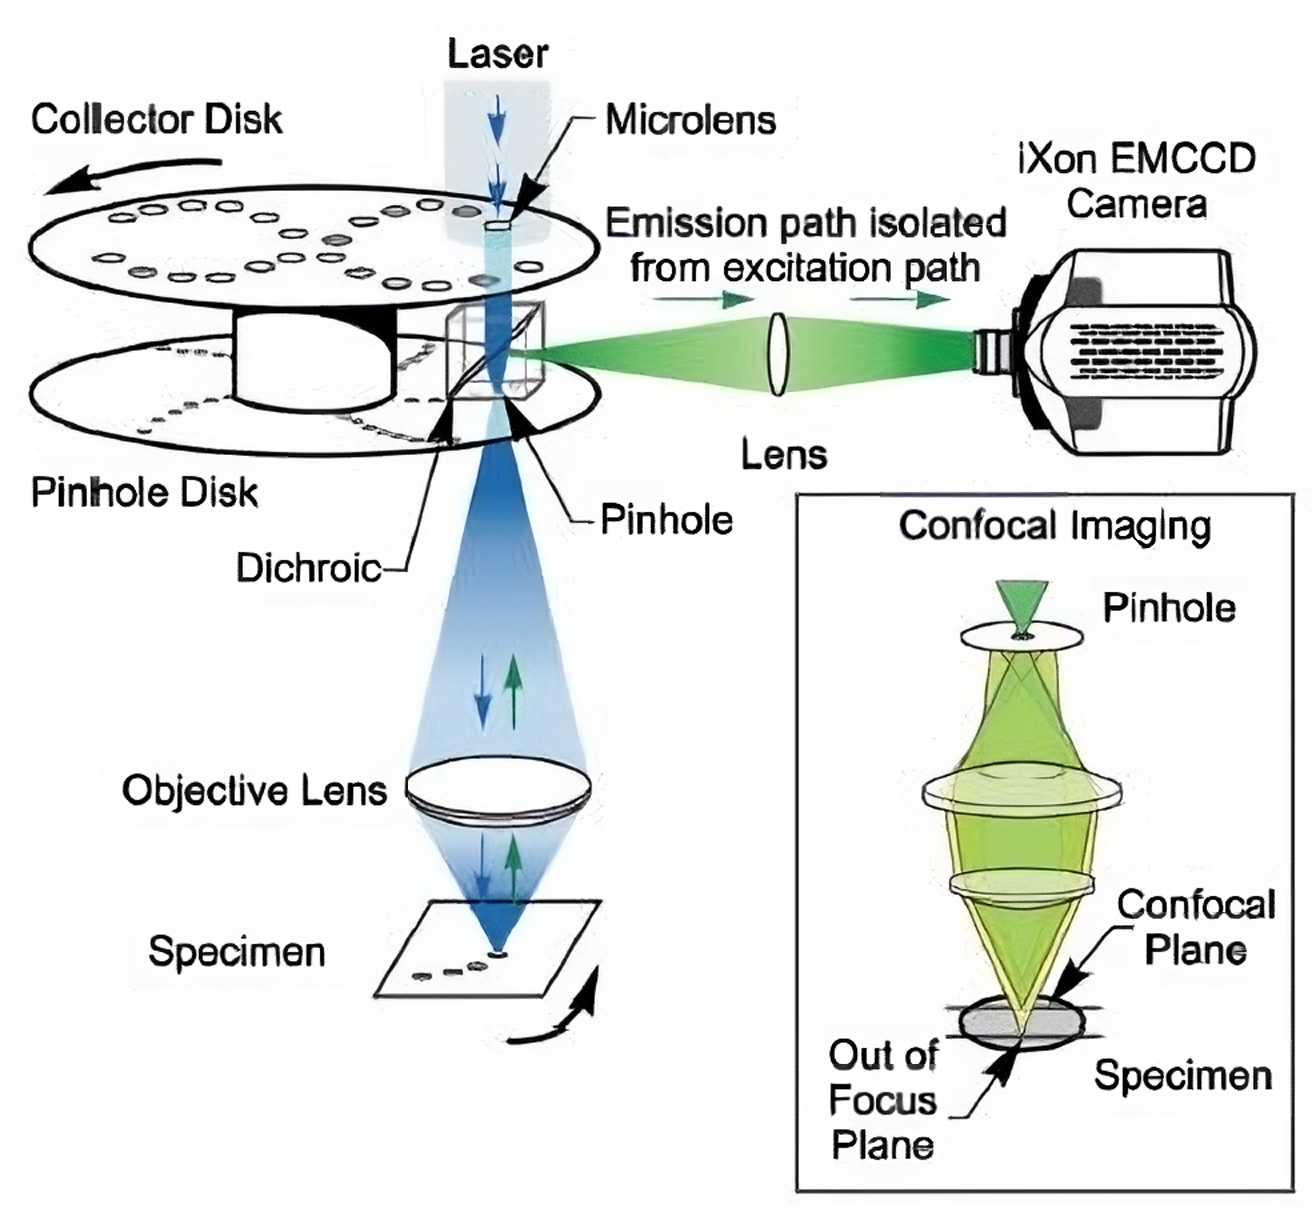 Laser
Collector Disk
Microlens
iXon EMCCD
Camera
Emission path isolated
from excitation path
Lens
Pinhole Disk
Pinhole
Dichroic
Objective Lens
Specimen
Confocal Imaging
Pinhole
Confocal
Plane
Out of
Focus
Plane
Specimen